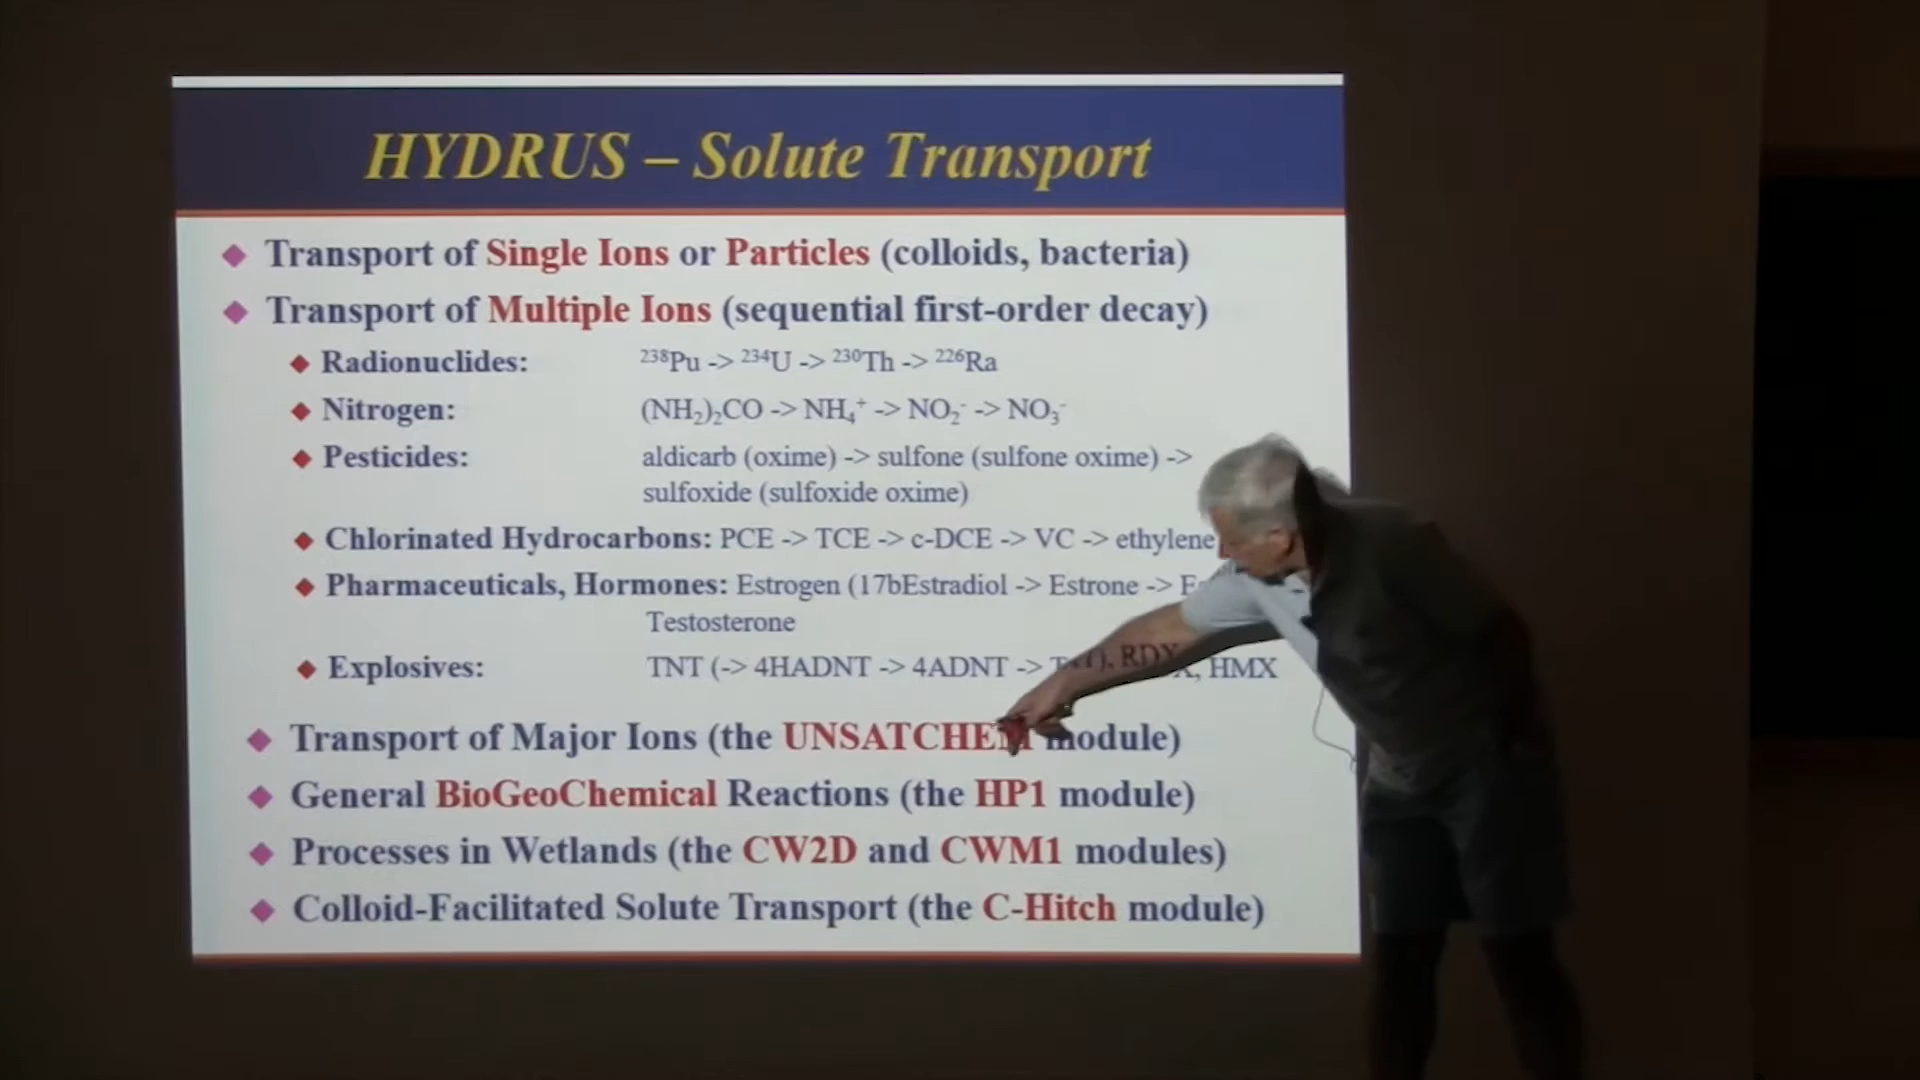 HYDRUS – Solute Transport
Transport of Single Ions or Particles (colloids, bacteria)
Transport of Multiple Ions (sequential first-order decay)
Radionuclides: ²³⁸Pu -> ²³⁴U -> ²³⁰Th -> ²²⁶Ra
Nitrogen: (NH₂)₂CO -> NH₄⁺ -> NO₂⁻ -> NO₃⁻
Pesticides: aldicarb (oxime) -> sulfone (sulfone oxime) ->
sulfoxide (sulfoxide oxime)
Chlorinated Hydrocarbons: PCE -> TCE -> c-DCE -> VC -> ethylene
Pharmaceuticals, Hormones: Estrogen (17bEstradiol -> Estrone ->
Testosterone
Explosives: TNT (-> 4HADNT -> 4ADNT -> RDX, HMX
Transport of Major Ions (the UNSATCHEM module)
General BioGeoChemical Reactions (the HP1 module)
Processes in Wetlands (the CW2D and CWM1 modules)
Colloid-Facilitated Solute Transport (the C-Hitch module)